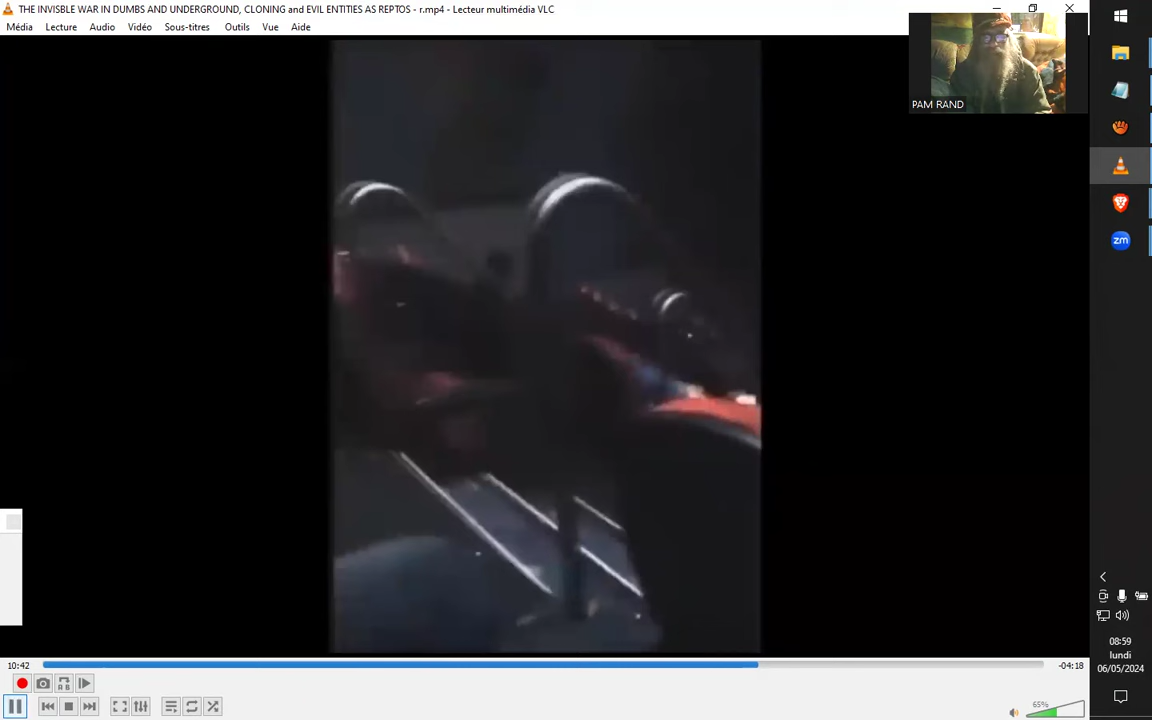 THE INVISBLE WAR IN DUMBS AND UNDERGROUND, CLONING and EVIL ENTITIES AS REPTOS - r.mp4 - Lecteur multimédia VLC
Média Lecture Audio Vidéo Sous-titres Outils Vue Aide
PAM RAND
zm
08:59
lundi
06/05/2024
10:42
-04:18
65%